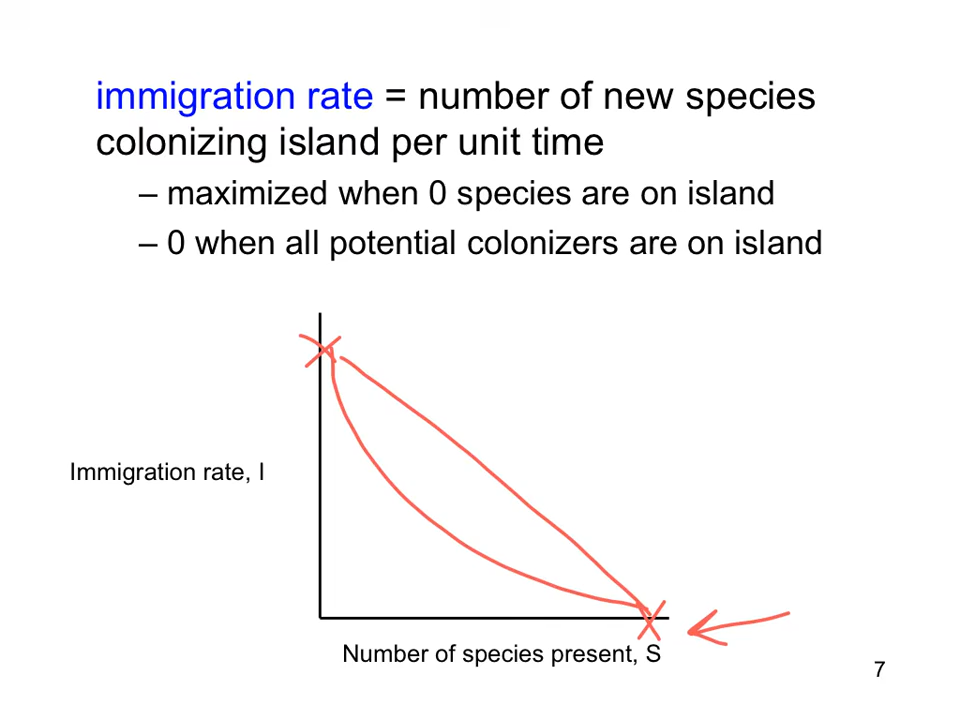 immigration rate = number of new species
colonizing island per unit time
– maximized when 0 species are on island
– 0 when all potential colonizers are on island
Immigration rate, I
Number of species present, S
7